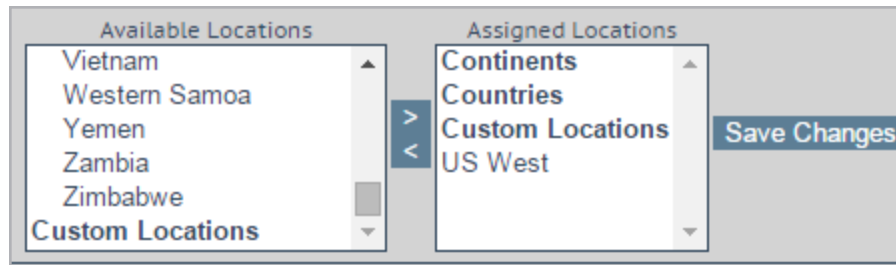 Available Locations
Vietnam
Western Samoa
Yemen
Zambia
Zimbabwe
Custom Locations
>
<
Assigned Locations
Continents
Countries
Custom Locations
US West
Save Changes